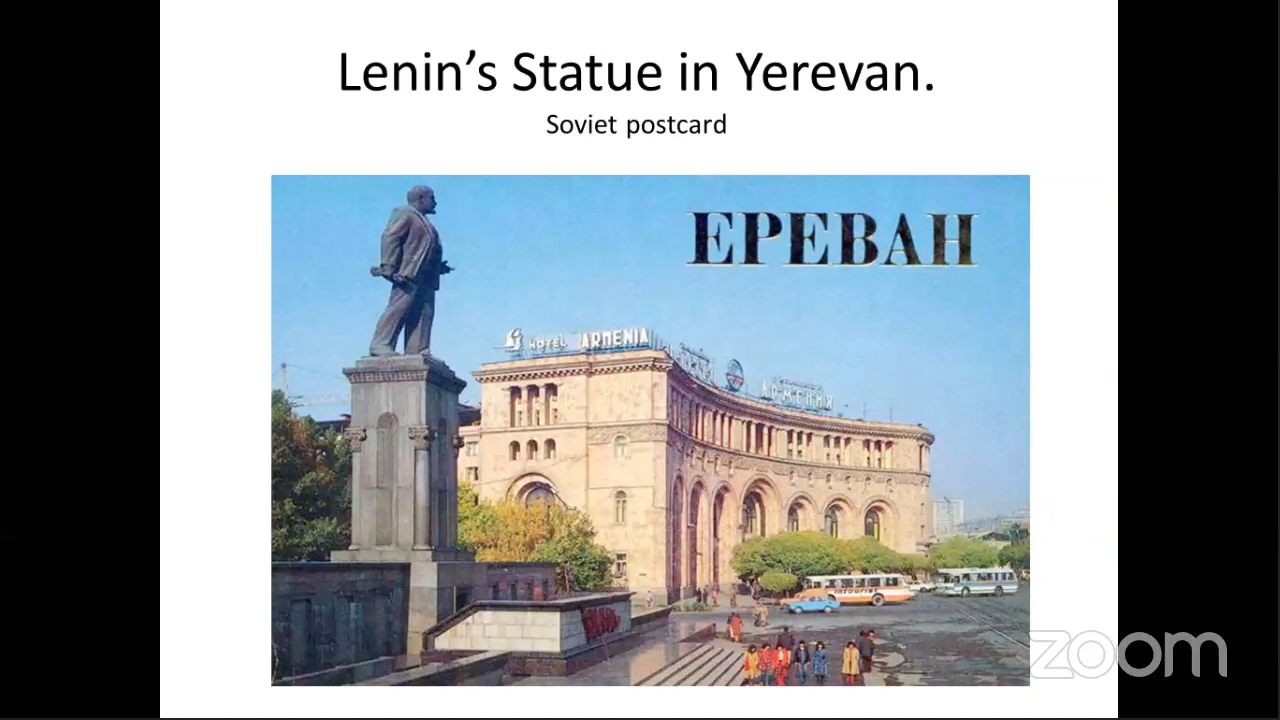 Lenin’s Statue in Yerevan.
Soviet postcard
ЕРЕВАН
HOTEL ARMENIA
АРМЕНИЯ
zoom